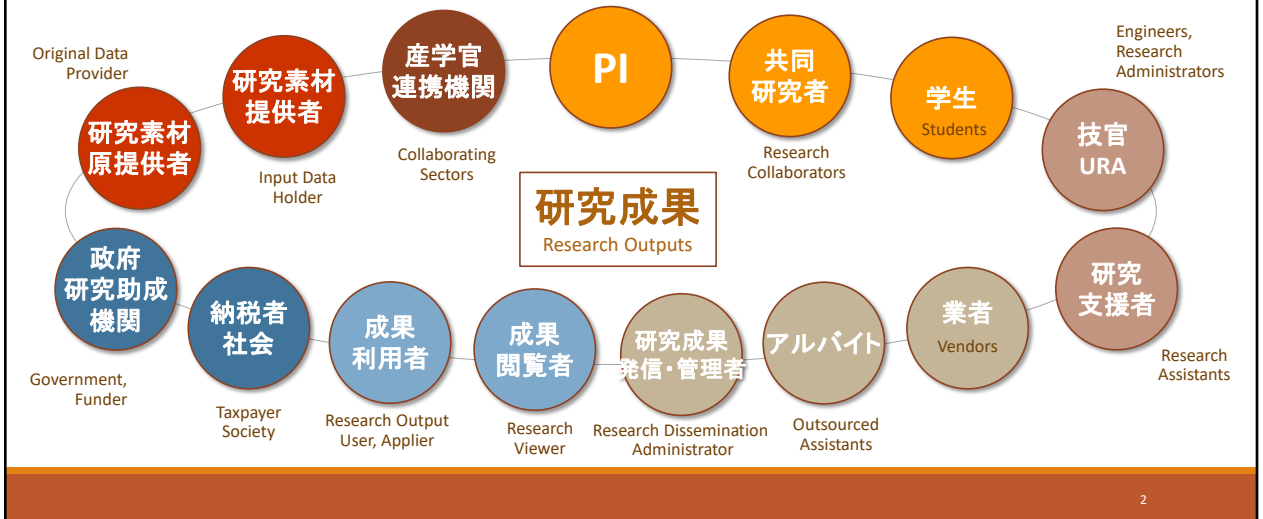 Original Data
Provider
研究素材
原提供者
研究素材
提供者
Input Data
Holder
産学官
連携機関
Collaborating
Sectors
PI
共同
研究者
Research
Collaborators
学生
Students
Engineers,
Research
Administrators
技官
URA
研究成果
Research Outputs
政府
研究助成
機関
Government,
Funder
納税者
社会
Taxpayer
Society
成果
利用者
Research Output
User, Applier
成果
閲覧者
Research
Viewer
研究成果
発信・管理者
Research Dissemination
Administrator
アルバイト
Outsourced
Assistants
業者
Vendors
研究
支援者
Research
Assistants
2